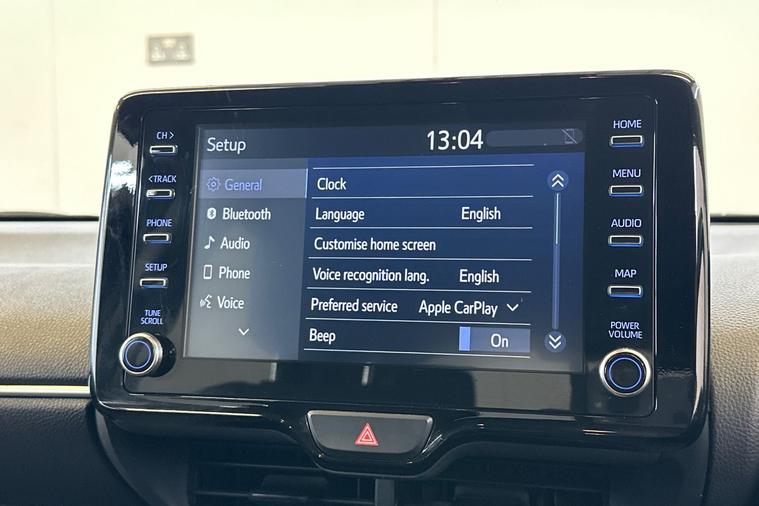 CH >
< TRACK
PHONE
SETUP
TUNE
SCROLL
Setup
13:04
General
Bluetooth
Audio
Phone
Voice
Clock
Language English
Customise home screen
Voice recognition lang. English
Preferred service Apple CarPlay
Beep On
HOME
MENU
AUDIO
MAP
POWER
VOLUME